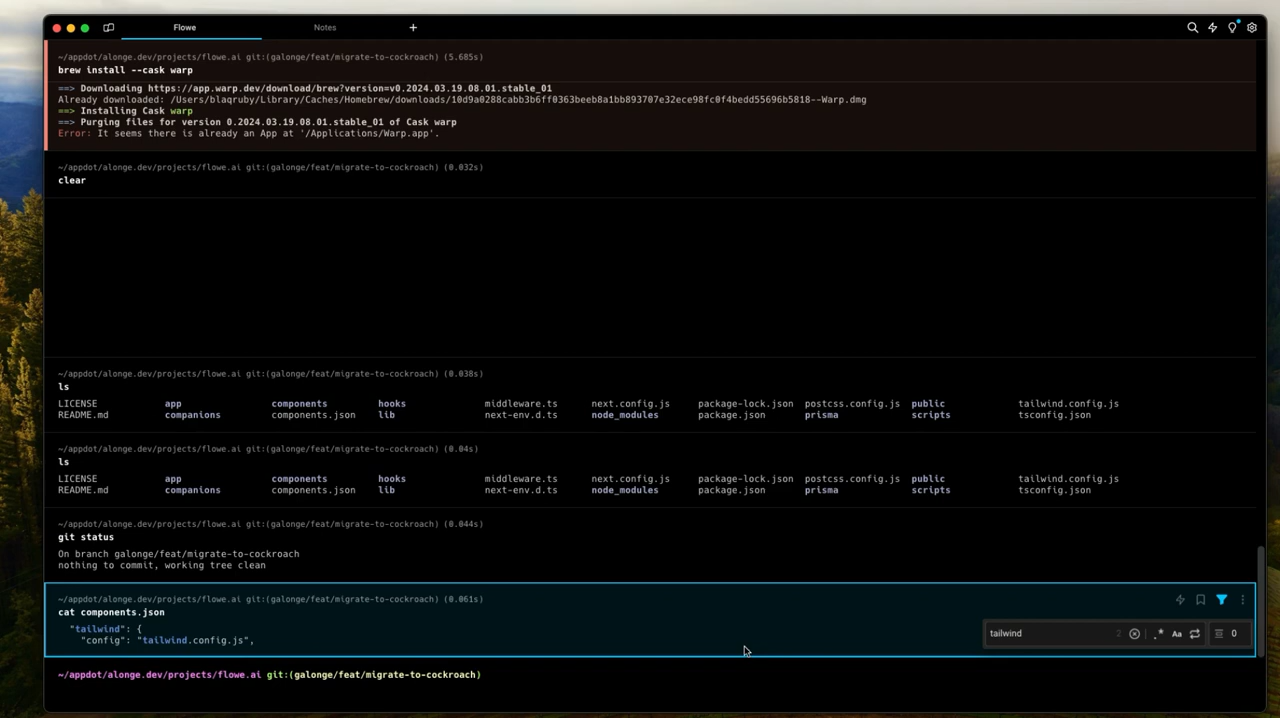 Flowe Notes +
~/appdot/alonge.dev/projects/flowe.ai git:(galonge/feat/migrate-to-cockroach) (5.685s)
brew install --cask warp
==> Downloading https://app.warp.dev/download/brew?version=v0.2024.03.19.08.01.stable_01
Already downloaded: /Users/blaqruby/Library/Caches/Homebrew/downloads/10d9a0288cabb3b6ff0363beeb8a1bb893707e32ece98fc0f4bedd55696b5818--Warp.dmg
==> Installing Cask warp
==> Purging files for version 0.2024.03.19.08.01.stable_01 of Cask warp
Error: It seems there is already an App at '/Applications/Warp.app'.
~/appdot/alonge.dev/projects/flowe.ai git:(galonge/feat/migrate-to-cockroach) (0.032s)
clear
~/appdot/alonge.dev/projects/flowe.ai git:(galonge/feat/migrate-to-cockroach) (0.038s)
ls
LICENSE app components hooks middleware.ts next.config.js package-lock.json postcss.config.js public tailwind.config.js
README.md companions components.json lib next-env.d.ts node_modules package.json prisma scripts tsconfig.json
~/appdot/alonge.dev/projects/flowe.ai git:(galonge/feat/migrate-to-cockroach) (0.04s)
ls
LICENSE app components hooks middleware.ts next.config.js package-lock.json postcss.config.js public tailwind.config.js
README.md companions components.json lib next-env.d.ts node_modules package.json prisma scripts tsconfig.json
~/appdot/alonge.dev/projects/flowe.ai git:(galonge/feat/migrate-to-cockroach) (0.044s)
git status
On branch galonge/feat/migrate-to-cockroach
nothing to commit, working tree clean
~/appdot/alonge.dev/projects/flowe.ai git:(galonge/feat/migrate-to-cockroach) (0.061s)
cat components.json
"tailwind": {
"config": "tailwind.config.js",
tailwind 2 .* Aa 0
~/appdot/alonge.dev/projects/flowe.ai git:(galonge/feat/migrate-to-cockroach)